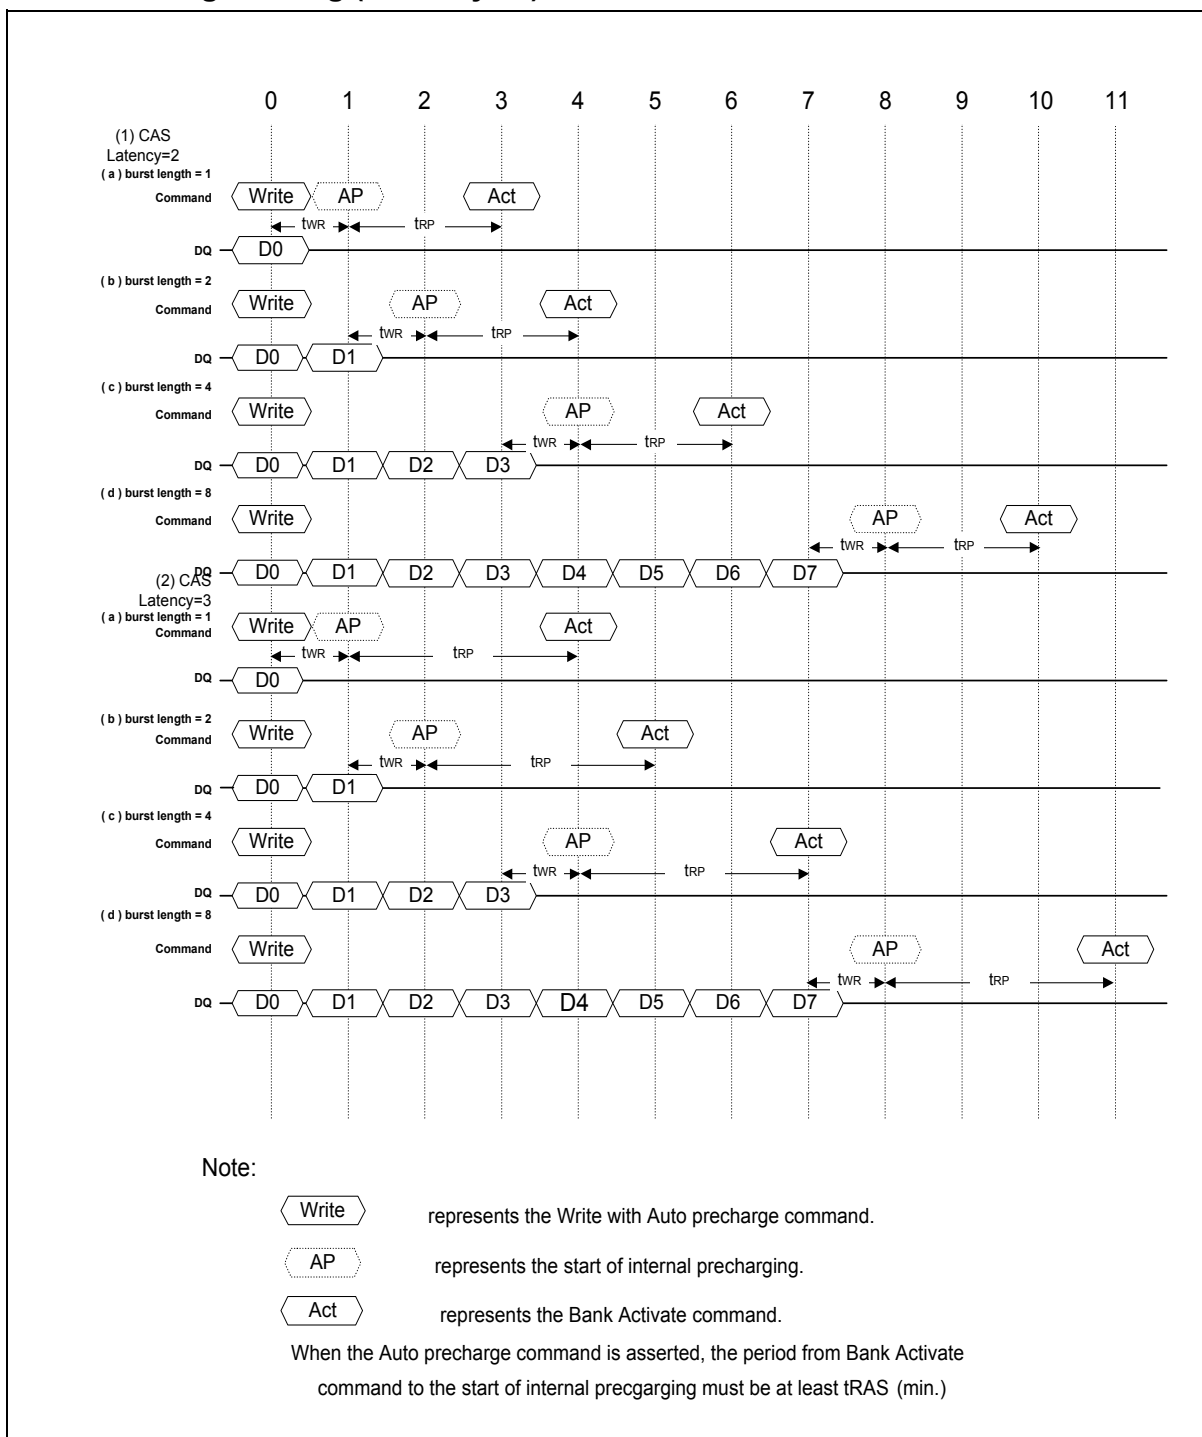 0 1 2 3 4 5 6 7 8 9 10 11
(1) CAS
Latency=2
( a ) burst length = 1
Command Write AP Act
tWR tRP
DQ D0
( b ) burst length = 2
Command Write AP Act
tWR tRP
DQ D0 D1
( c ) burst length = 4
Command Write AP Act
tWR tRP
DQ D0 D1 D2 D3
( d ) burst length = 8
Command Write AP Act
tWR tRP
DQ D0 D1 D2 D3 D4 D5 D6 D7
(2) CAS
Latency=3
( a ) burst length = 1
Command Write AP Act
tWR tRP
DQ D0
( b ) burst length = 2
Command Write AP Act
tWR tRP
DQ D0 D1
( c ) burst length = 4
Command Write AP Act
tWR tRP
DQ D0 D1 D2 D3
( d ) burst length = 8
Command Write AP Act
tWR tRP
DQ D0 D1 D2 D3 D4 D5 D6 D7
Note:
Write represents the Write with Auto precharge command.
AP represents the start of internal precharging.
Act represents the Bank Activate command.
When the Auto precharge command is asserted, the period from Bank Activate
command to the start of internal precgarging must be at least tRAS (min.)